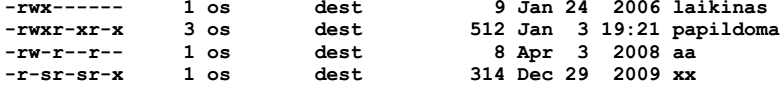 -rwx------ 1 os dest 9 Jan 24 2006 laikinas
-rwxr-xr-x 3 os dest 512 Jan 3 19:21 papildoma
-rw-r--r-- 1 os dest 8 Apr 3 2008 aa
-r-sr-sr-x 1 os dest 314 Dec 29 2009 xx